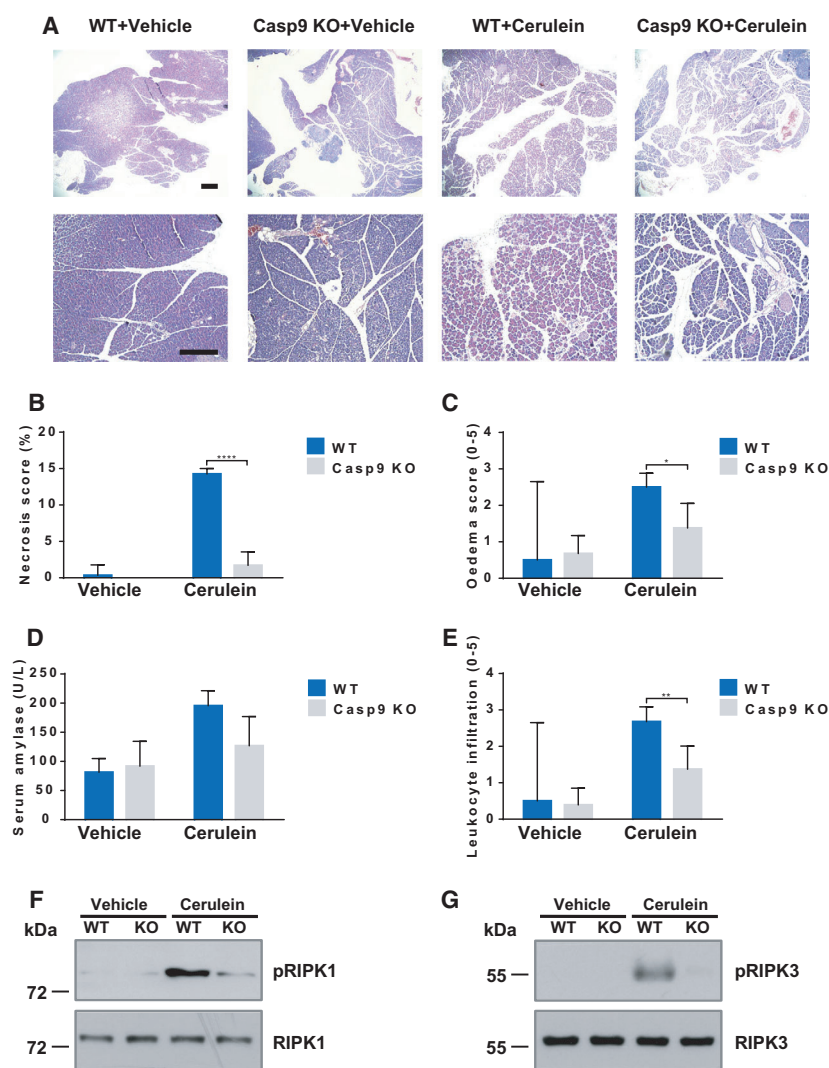 A
WT+Vehicle Casp9 KO+Vehicle WT+Cerulein Casp9 KO+Cerulein
B
Necrosis score (%)
20
15
10
5
0
Vehicle Cerulein
****
WT
Casp9 KO
C
Oedema score (0-5)
4
3
2
1
0
Vehicle Cerulein
*
WT
Casp9 KO
D
Serum amylase (U/L)
250
200
150
100
50
0
Vehicle Cerulein
WT
Casp9 KO
E
Leukocyte infiltration (0-5)
4
3
2
1
0
Vehicle Cerulein
**
WT
Casp9 KO
F
Vehicle Cerulein
kDa WT KO WT KO
72
pRIPK1
72
RIPK1
G
Vehicle Cerulein
kDa WT KO WT KO
55
pRIPK3
55
RIPK3